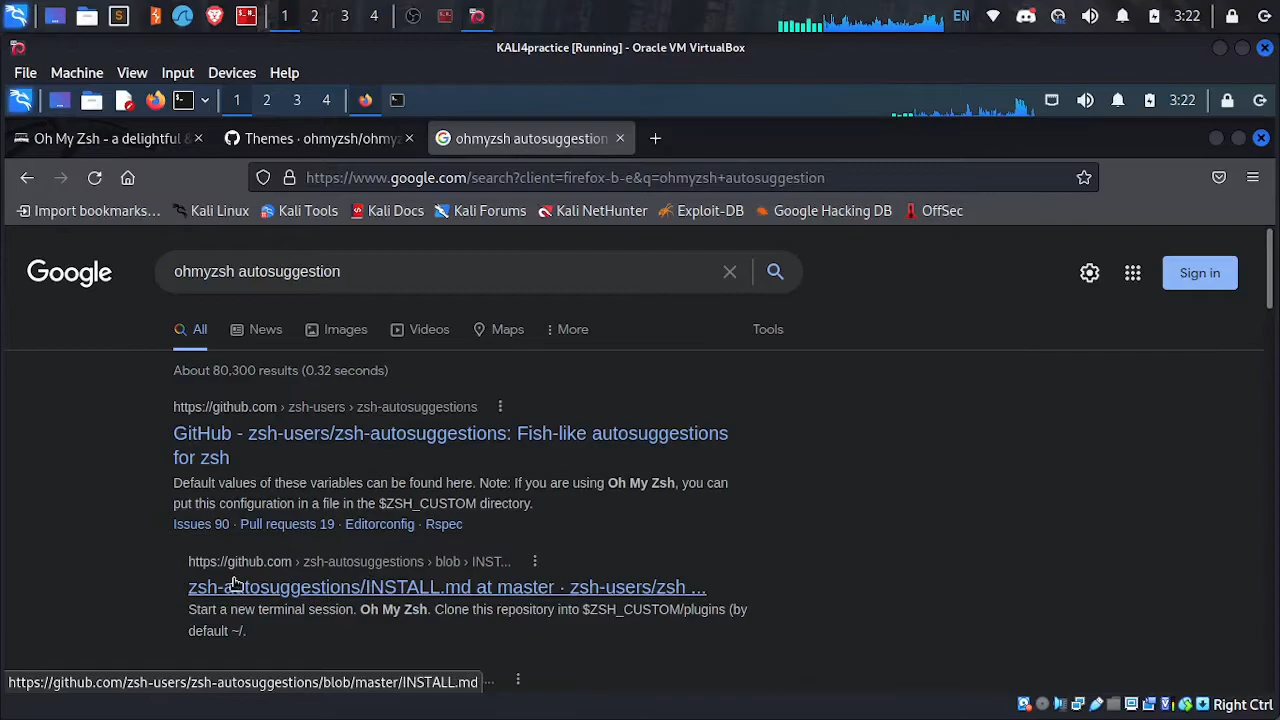 1 2 3 4 EN 3:22
KALI4practice [Running] - Oracle VM VirtualBox
File Machine View Input Devices Help
1 2 3 4 3:22
Oh My Zsh - a delightful & Themes · ohmyzsh/ohmyz ohmyzsh autosuggestion
https://www.google.com/search?client=firefox-b-e&q=ohmyzsh+autosuggestion
Import bookmarks... Kali Linux Kali Tools Kali Docs Kali Forums Kali NetHunter Exploit-DB Google Hacking DB OffSec
Google ohmyzsh autosuggestion Sign in
All News Images Videos Maps More Tools
About 80,300 results (0.32 seconds)
https://github.com › zsh-users › zsh-autosuggestions
GitHub - zsh-users/zsh-autosuggestions: Fish-like autosuggestions
for zsh
Default values of these variables can be found here. Note: If you are using Oh My Zsh, you can
put this configuration in a file in the $ZSH_CUSTOM directory.
Issues 90 · Pull requests 19 · Editorconfig · Rspec
https://github.com › zsh-autosuggestions › blob › INST...
zsh-autosuggestions/INSTALL.md at master · zsh-users/zsh ...
Start a new terminal session. Oh My Zsh. Clone this repository into $ZSH_CUSTOM/plugins (by
default ~/.
https://github.com/zsh-users/zsh-autosuggestions/blob/master/INSTALL.md ...
Right Ctrl